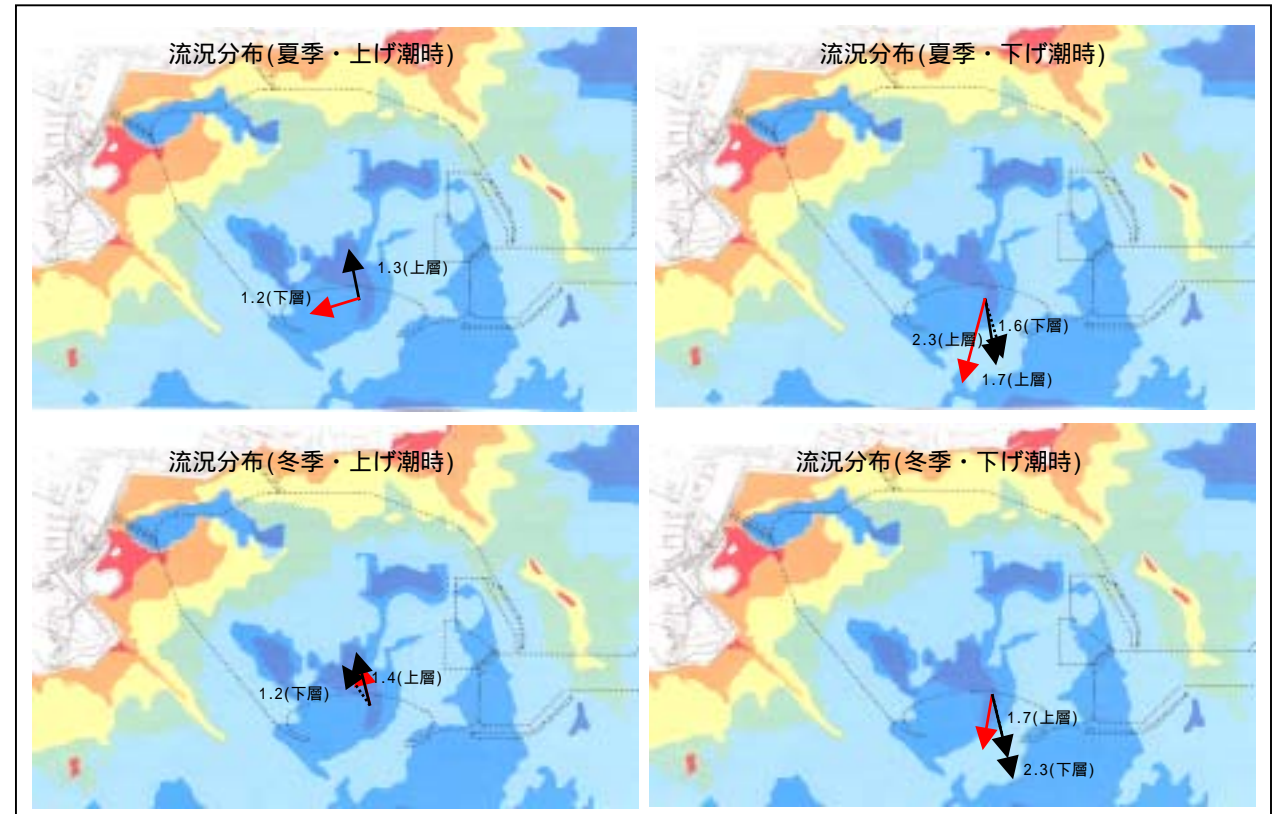 流況分布(夏季・上げ潮時)
1.3(上層)
1.2(下層)
流況分布(夏季・下げ潮時)
1.6(下層)
2.3(上層)
1.7(上層)
流況分布(冬季・上げ潮時)
1.4(上層)
1.2(下層)
流況分布(冬季・下げ潮時)
1.7(上層)
2.3(下層)